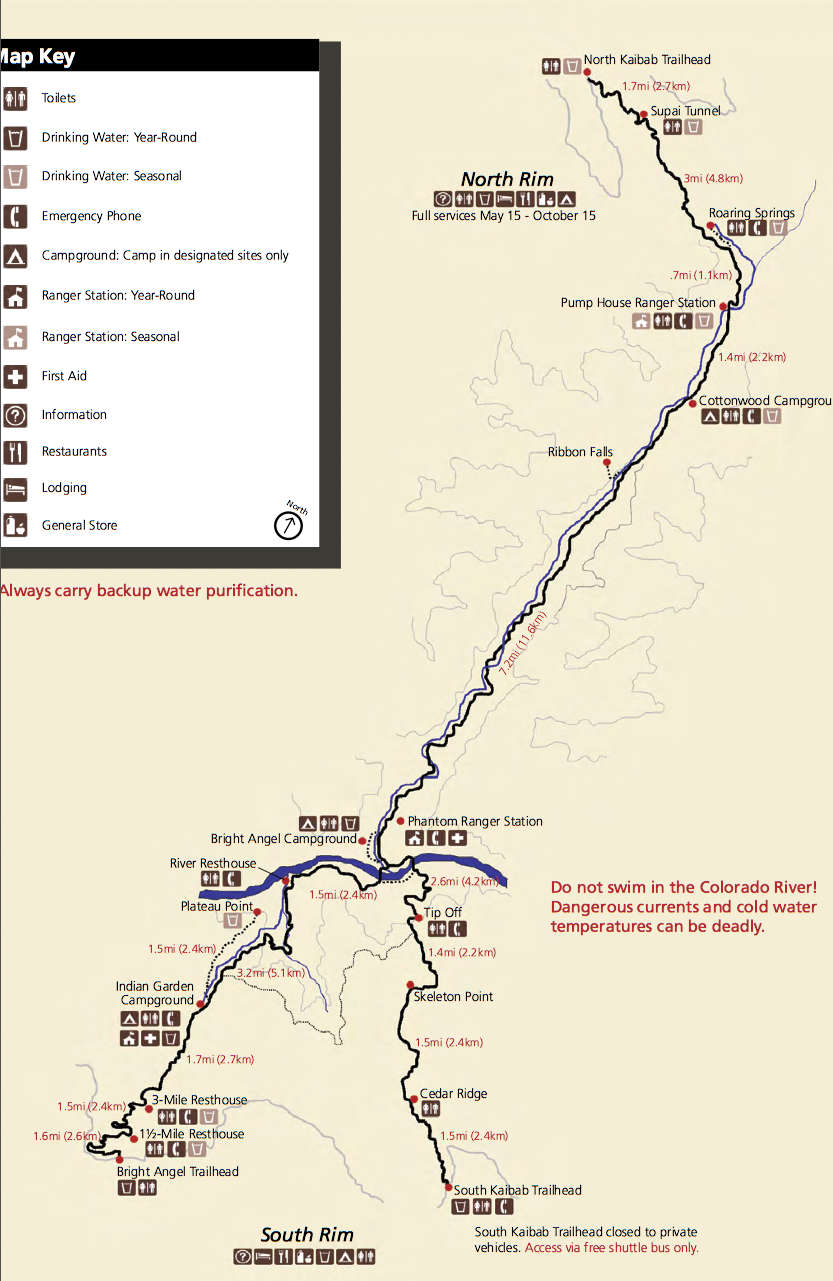 Map Key
Toilets
Drinking Water: Year-Round
Drinking Water: Seasonal
Emergency Phone
Campground: Camp in designated sites only
Ranger Station: Year-Round
Ranger Station: Seasonal
First Aid
Information
Restaurants
Lodging
General Store
North
Always carry backup water purification.
North Kaibab Trailhead
1.7mi (2.7km)
Supai Tunnel
North Rim
Full services May 15 - October 15
3mi (4.8km)
Roaring Springs
.7mi (1.1km)
Pump House Ranger Station
1.4mi (2.2km)
Cottonwood Campgrou
Ribbon Falls
7.2mi (11.6km)
Phantom Ranger Station
Bright Angel Campground
River Resthouse
1.5mi (2.4km)
2.6mi (4.2km)
Do not swim in the Colorado River!
Dangerous currents and cold water
temperatures can be deadly.
Plateau Point
Tip Off
1.5mi (2.4km)
1.4mi (2.2km)
3.2mi (5.1km)
Indian Garden
Campground
Skeleton Point
1.7mi (2.7km)
1.5mi (2.4km)
3-Mile Resthouse
1.5mi (2.4km)
Cedar Ridge
1.6mi (2.6km)
1½-Mile Resthouse
1.5mi (2.4km)
Bright Angel Trailhead
South Kaibab Trailhead
South Rim
South Kaibab Trailhead closed to private
vehicles. Access via free shuttle bus only.